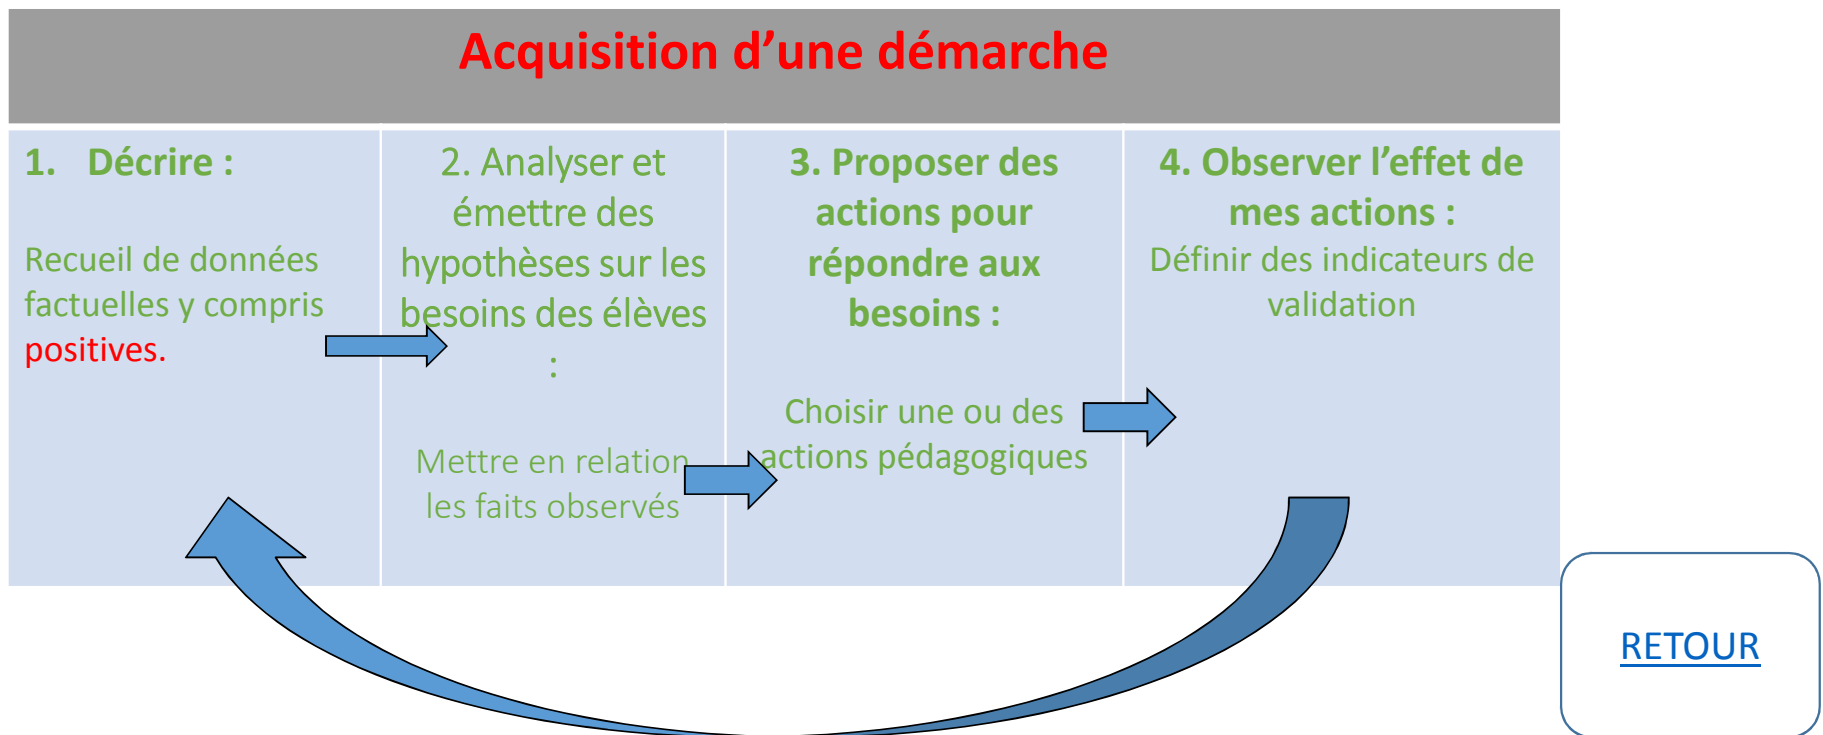 Acquisition d’une démarche
1. Décrire :
Recueil de données
factuelles y compris
positives.
2. Analyser et
émettre des
hypothèses sur les
besoins des élèves
:
Mettre en relation
les faits observés
3. Proposer des
actions pour
répondre aux
besoins :
Choisir une ou des
actions pédagogiques
4. Observer l’effet de
mes actions :
Définir des indicateurs de
validation
RETOUR